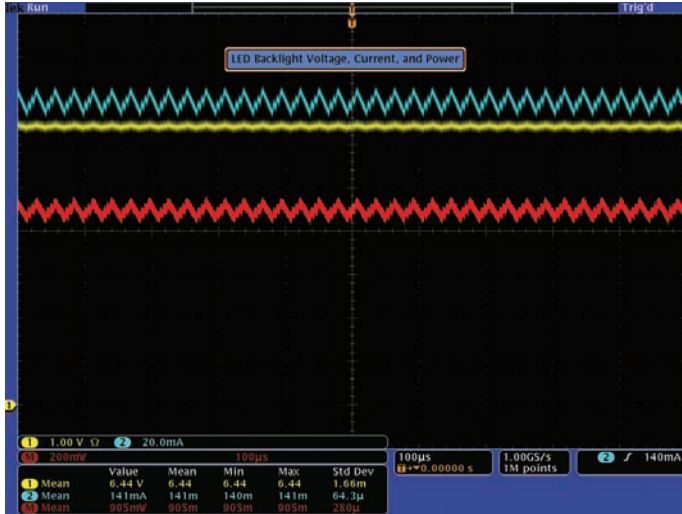 Tek Run Trig'd
T
LED Backlight Voltage, Current, and Power
1
1 1.00 V Ω 2 20.0mA
M 200mW 100µs
100µs
T→▾0.00000 s
1.00GS/s
1M points
2 ∫ 140mA
Value Mean Min Max Std Dev
1 Mean 6.44 V 6.44 6.44 6.44 1.66m
2 Mean 141mA 141m 140m 141m 64.3µ
M Mean 905mW 905m 905m 905m 280µ